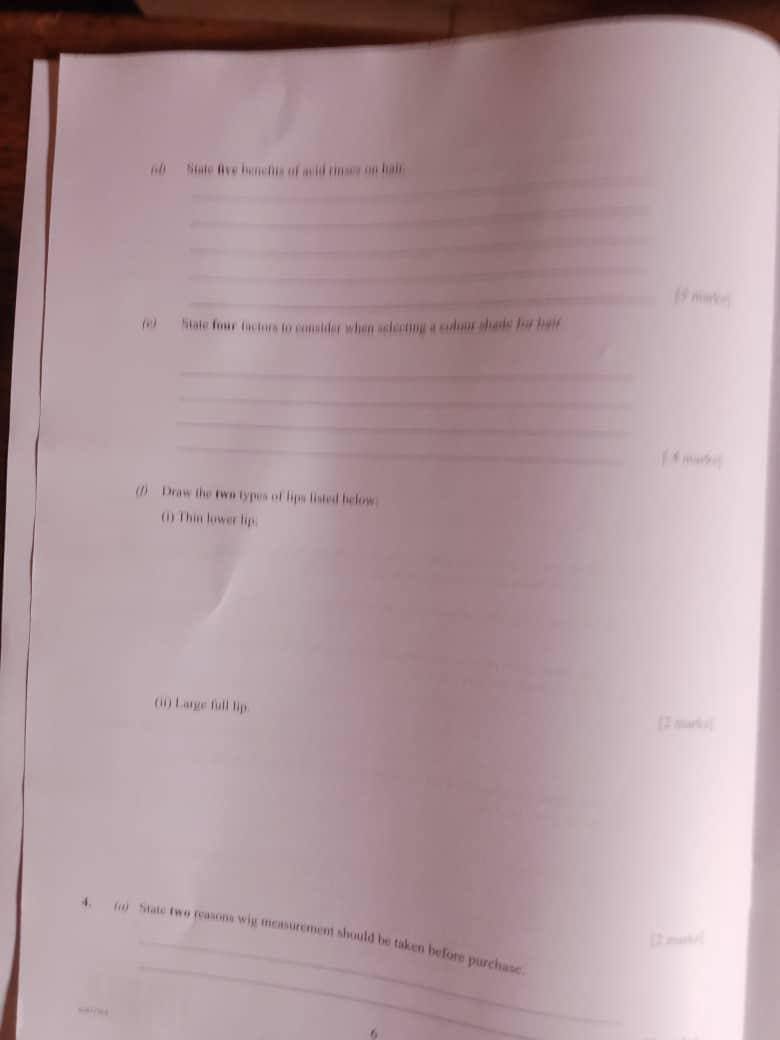 (d) State five benefits of acid rinses on hair.
[5 marks]
(e) State four factors to consider when selecting a colour shade for hair.
[4 marks]
(f) Draw the two types of lips listed below:
(i) Thin lower lip;
(ii) Large full lip.
[2 marks]
4. (a) State two reasons wig measurement should be taken before purchase.
[2 marks]
6